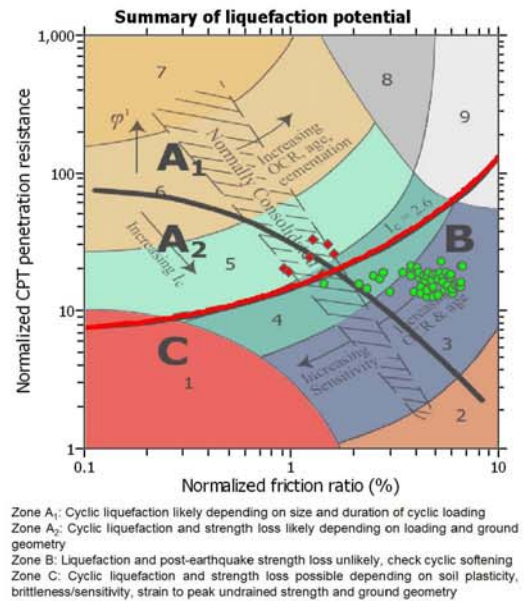 Summary of liquefaction potential
1,000
7
8
9
φ'
Normally Consolidated
Increasing
OCR, age,
cementation
A1
100
6
Ic = 2.6
A2
B
Increasing Ic
5
10
4
C
Increasing
OCR & age
3
Increasing
Sensitivity
1
2
1
0.1
1
10
Normalized CPT penetration resistance
Normalized friction ratio (%)
Zone A1: Cyclic liquefaction likely depending on size and duration of cyclic loading
Zone A2: Cyclic liquefaction and strength loss likely depending on loading and ground
geometry
Zone B: Liquefaction and post-earthquake strength loss unlikely, check cyclic softening
Zone C: Cyclic liquefaction and strength loss possible depending on soil plasticity,
brittleness/sensitivity, strain to peak undrained strength and ground geometry